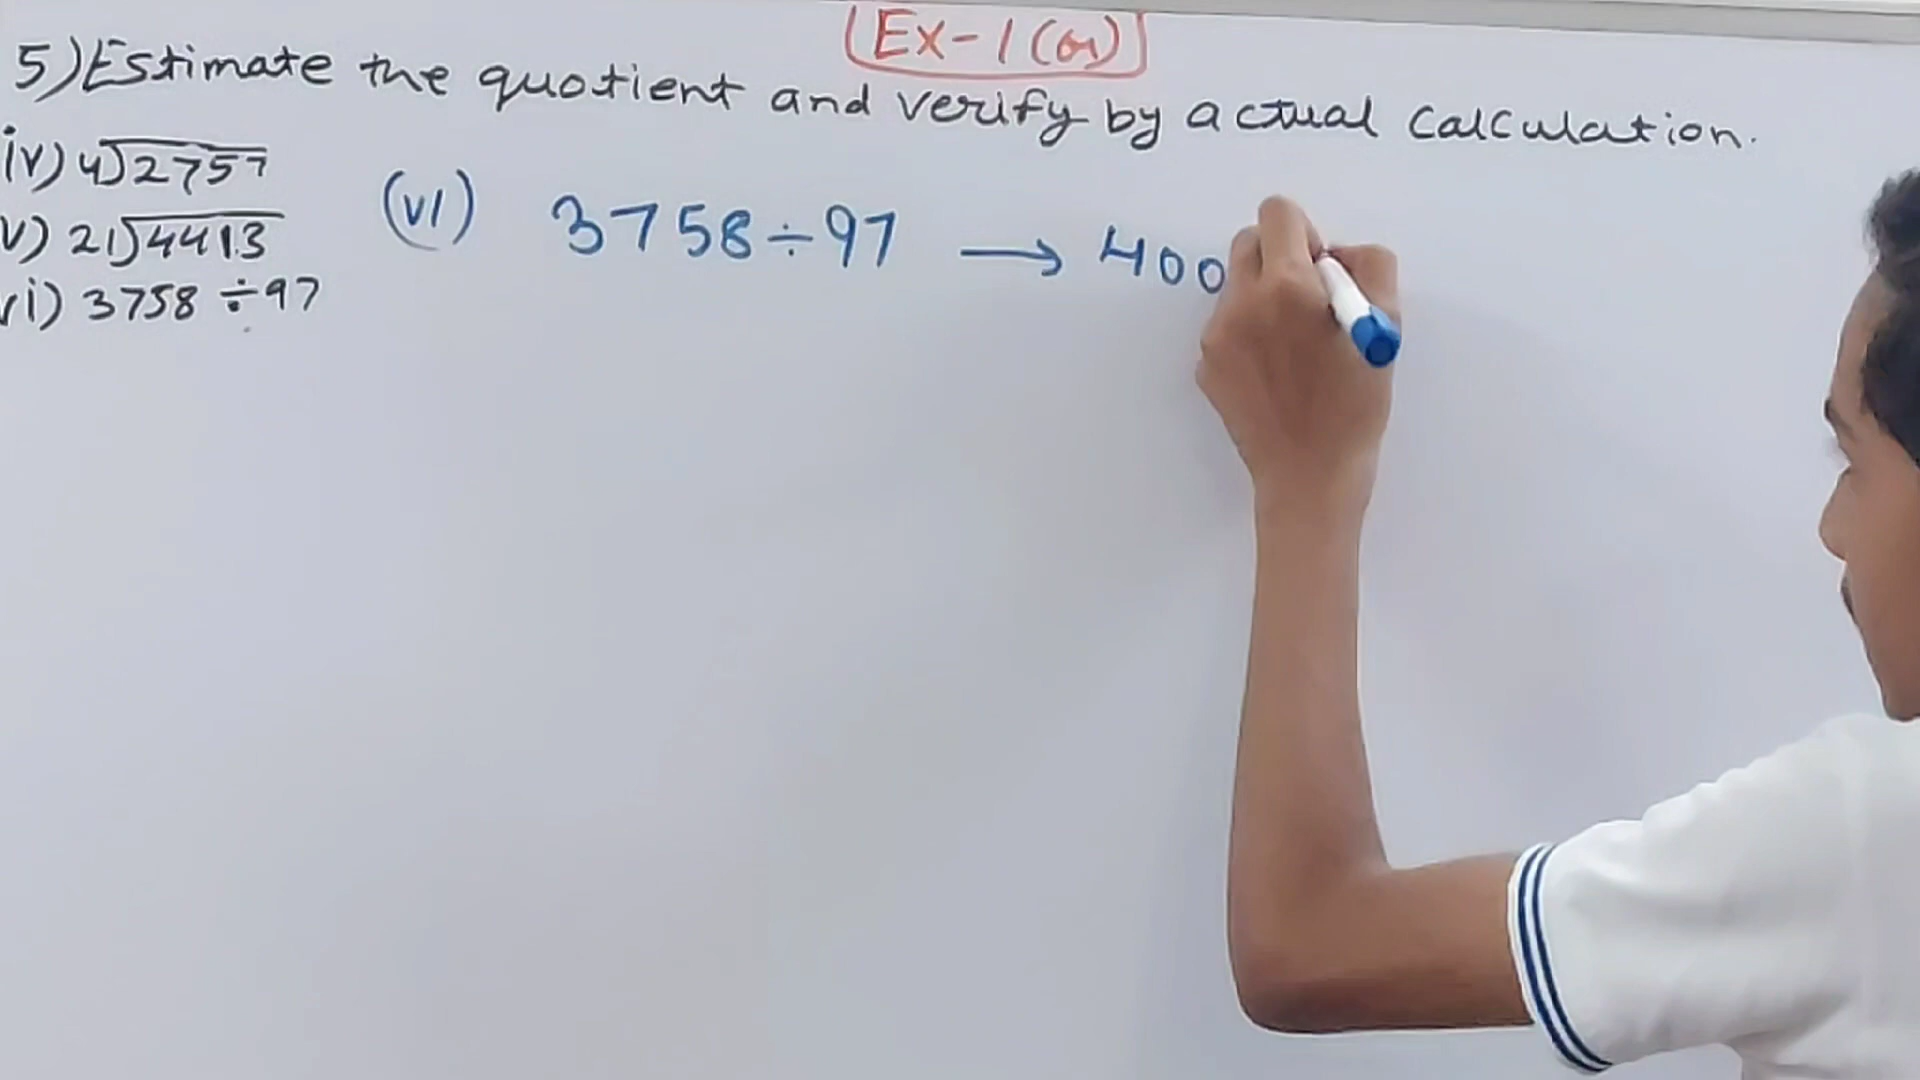 Ex-1(a)
5) Estimate the quotient and verify by actual calculation.
iv) 4)2757
v) 21)4413
vi) 3758 ÷ 97
(vi) 3758 ÷ 97 → 400